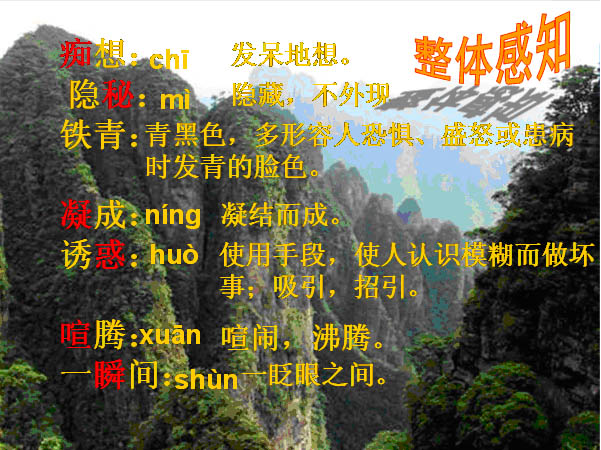 整体感知
痴想：chī 发呆地想。
隐秘：mì 隐藏，不外现
铁青：青黑色，多形容人恐惧、盛怒或患病
时发青的脸色。
凝成：níng 凝结而成。
诱惑：huò 使用手段，使人认识模糊而做坏
事；吸引，招引。
喧腾：xuān 喧闹，沸腾。
一瞬间：shùn 一眨眼之间。